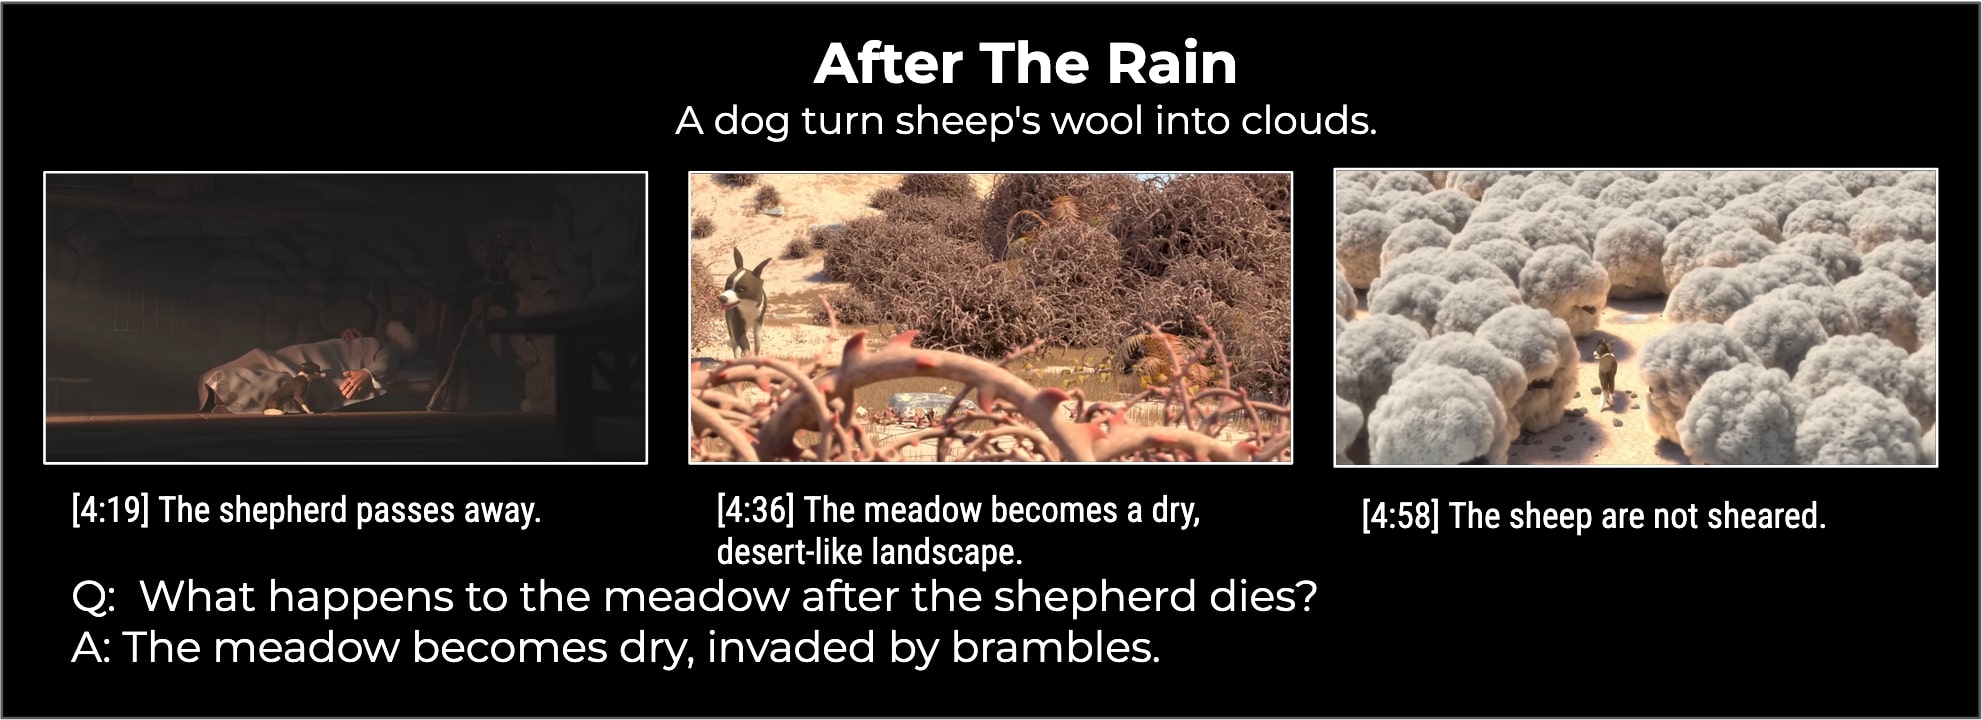 After The Rain
A dog turn sheep's wool into clouds.
[4:19] The shepherd passes away.
[4:36] The meadow becomes a dry,
desert-like landscape.
[4:58] The sheep are not sheared.
Q: What happens to the meadow after the shepherd dies?
A: The meadow becomes dry, invaded by brambles.